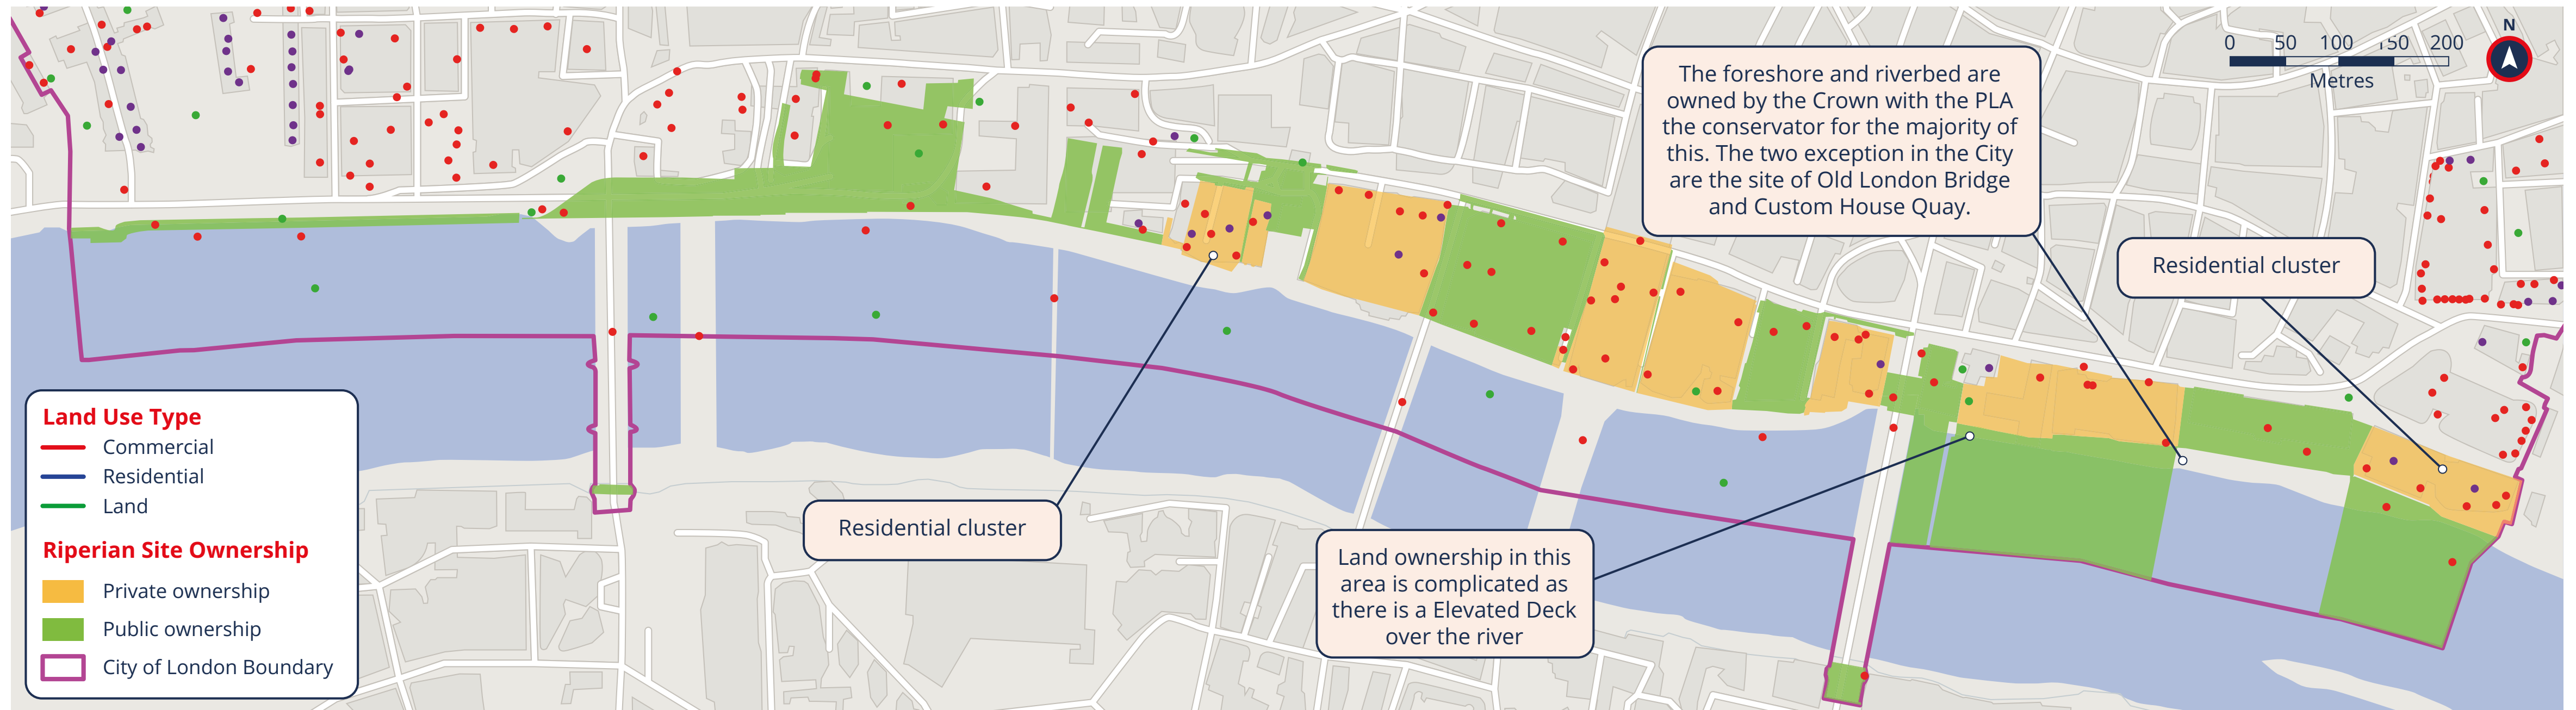 N
0 50 100 150 200
Metres
The foreshore and riverbed are
owned by the Crown with the PLA
the conservator for the majority of
this. The two exception in the City
are the site of Old London Bridge
and Custom House Quay.
Residential cluster
Residential cluster
Land ownership in this
area is complicated as
there is a Elevated Deck
over the river
Land Use Type
Commercial
Residential
Land
Riperian Site Ownership
Private ownership
Public ownership
City of London Boundary